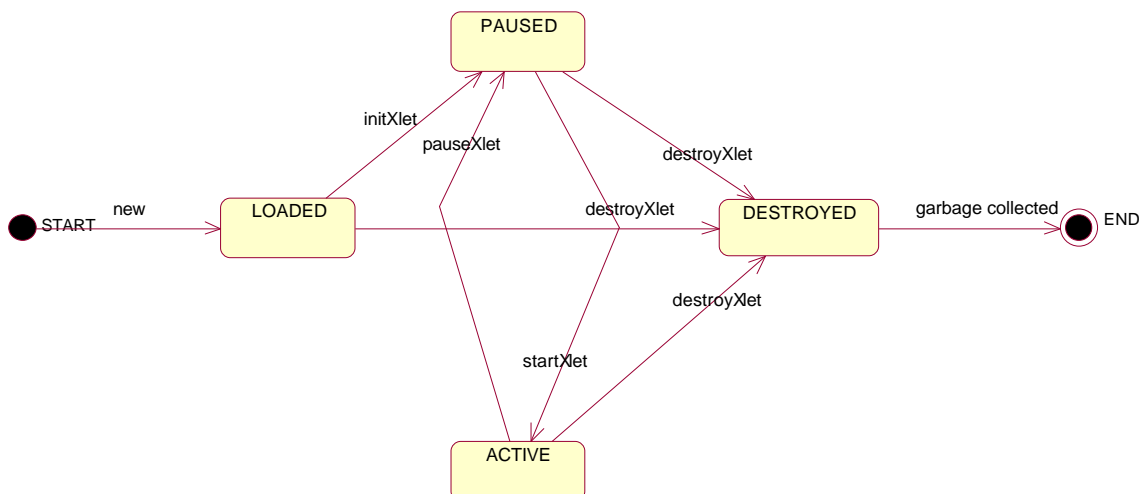 PAUSED
initXlet
pauseXlet
destroyXlet
new
LOADED
destroyXlet
DESTROYED
garbage collected
START
END
destroyXlet
startXlet
ACTIVE